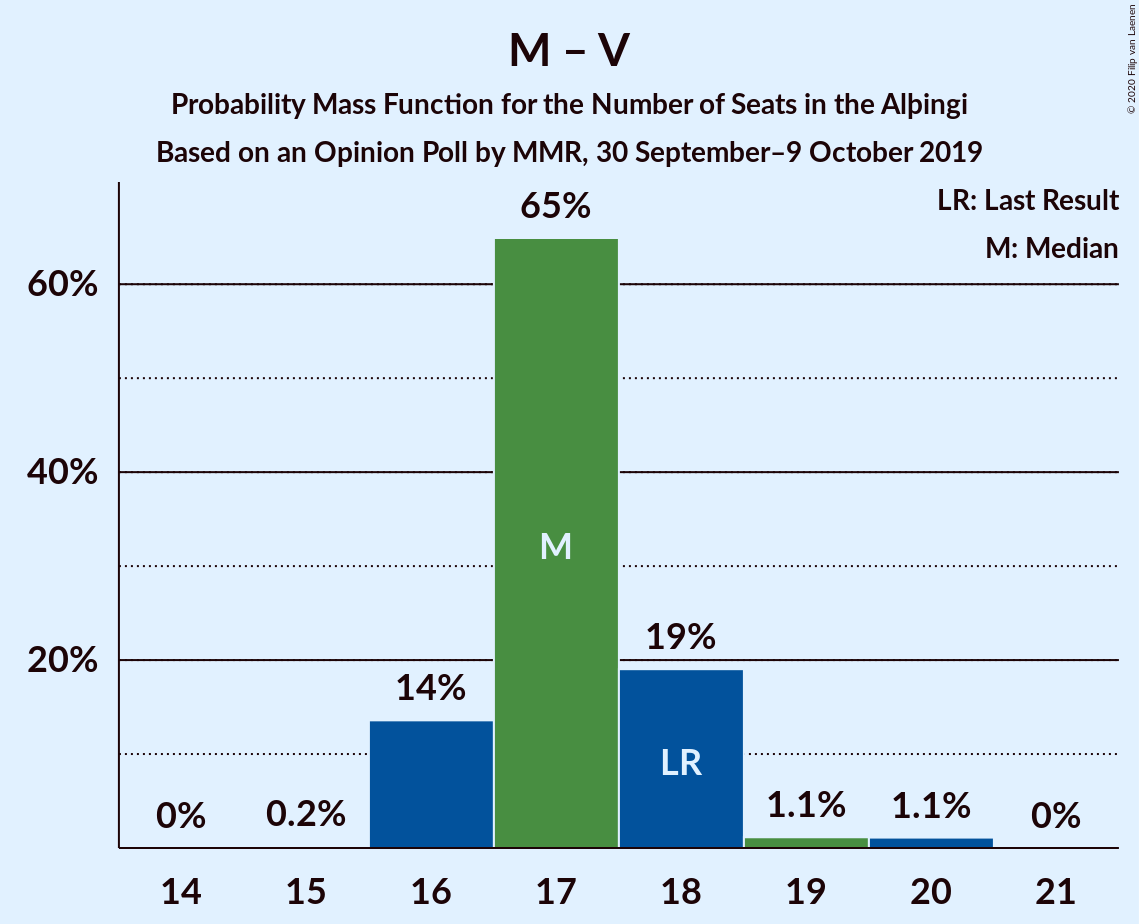 M – V
Probability Mass Function for the Number of Seats in the Alþingi
Based on an Opinion Poll by MMR, 30 September–9 October 2019
© 2020 Filip van Laenen
LR: Last Result
M: Median
65%
60%
40%
M
19%
20%
14%
LR
0%
0.2%
1.1%
1.1%
0%
14
15
16
17
18
19
20
21